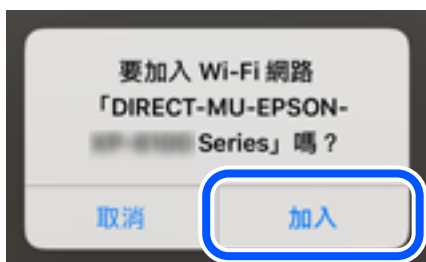 要加入 Wi-Fi 網路
「DIRECT-MU-EPSON-
Series」嗎？
取消
加入